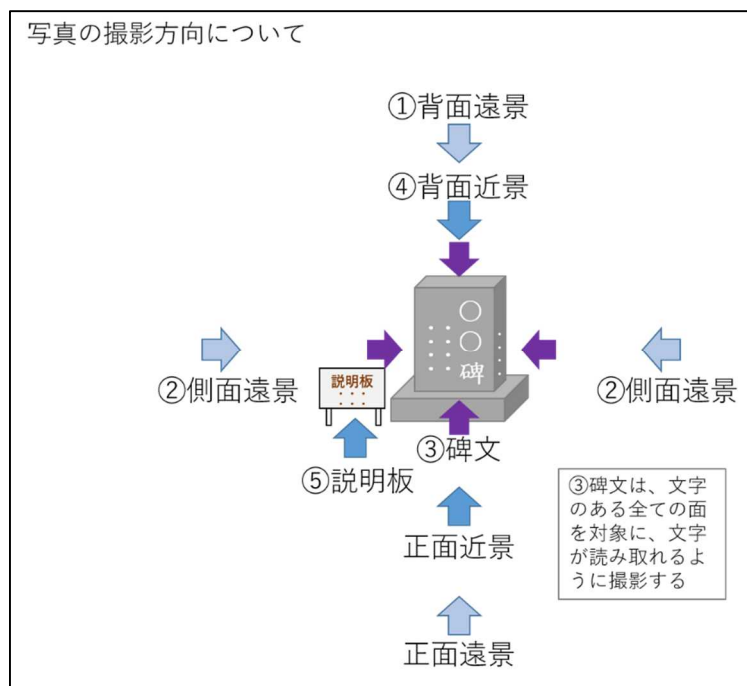 写真の撮影方向について
①背面遠景
④背面近景
○
○
碑
説明板
②側面遠景
②側面遠景
③碑文
⑤説明板
③碑文は、文字
のある全ての面
を対象に、文字
が読み取れるよ
うに撮影する
正面近景
正面遠景